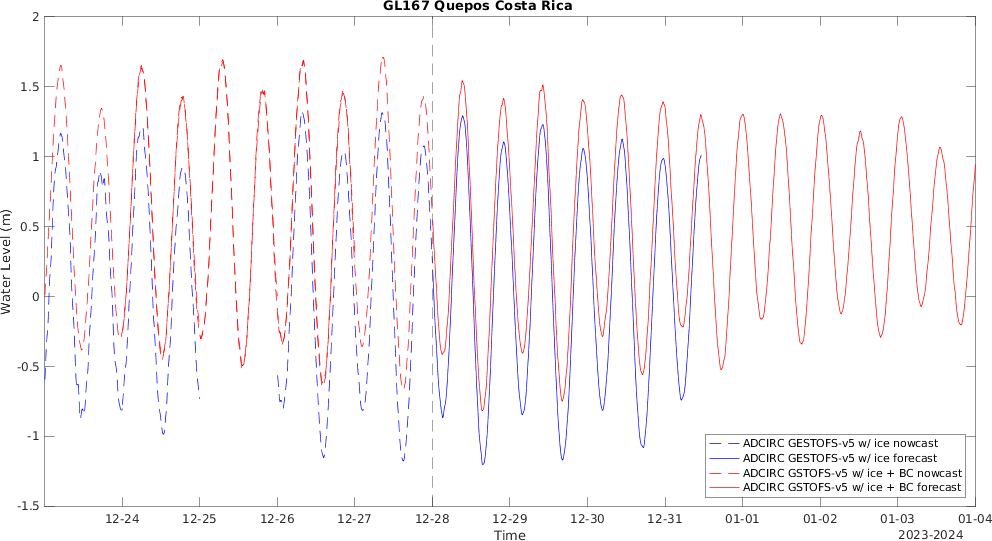 GL167 Quepos Costa Rica
2
1.5
1
0.5
0
-0.5
-1
-1.5
Water Level (m)
12-24 12-25 12-26 12-27 12-28 12-29 12-30 12-31 01-01 01-02 01-03 01-04
Time
2023-2024
ADCIRC GESTOFS-v5 w/ ice nowcast
ADCIRC GESTOFS-v5 w/ ice forecast
ADCIRC GSTOFS-v5 w/ ice + BC nowcast
ADCIRC GSTOFS-v5 w/ ice + BC forecast